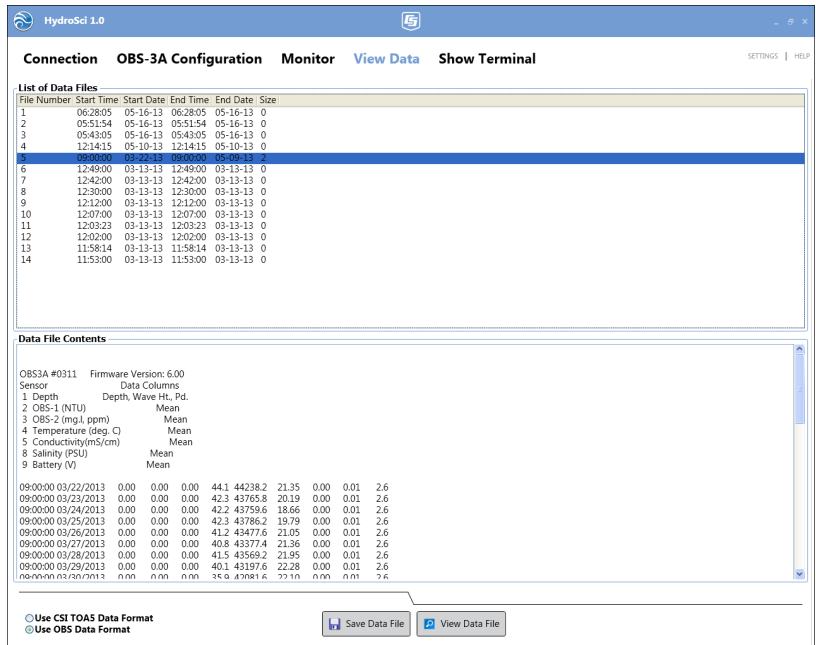 HydroSci 1.0
Connection OBS-3A Configuration Monitor View Data Show Terminal SETTINGS | HELP
List of Data Files
File Number Start Time Start Date End Time End Date Size
1 06:28:05 05-16-13 06:28:05 05-16-13 0
2 05:51:54 05-16-13 05:51:54 05-16-13 0
3 05:43:05 05-16-13 05:43:05 05-16-13 0
4 12:14:15 05-10-13 12:14:15 05-10-13 0
5 09:00:00 03-22-13 09:00:00 05-09-13 2
6 12:49:00 03-13-13 12:49:00 03-13-13 0
7 12:42:00 03-13-13 12:42:00 03-13-13 0
8 12:30:00 03-13-13 12:30:00 03-13-13 0
9 12:12:00 03-13-13 12:12:00 03-13-13 0
10 12:07:00 03-13-13 12:07:00 03-13-13 0
11 12:03:23 03-13-13 12:03:23 03-13-13 0
12 12:02:00 03-13-13 12:02:00 03-13-13 0
13 11:58:14 03-13-13 11:58:14 03-13-13 0
14 11:53:00 03-13-13 11:53:00 03-13-13 0
Data File Contents
OBS3A #0311 Firmware Version: 6.00
Sensor Data Columns
1 Depth Depth, Wave Ht., Pd.
2 OBS-1 (NTU) Mean
3 OBS-2 (mg.l, ppm) Mean
4 Temperature (deg. C) Mean
5 Conductivity(mS/cm) Mean
8 Salinity (PSU) Mean
9 Battery (V) Mean
09:00:00 03/22/2013 0.00 0.00 0.00 44.1 44238.2 21.35 0.00 0.01 2.6
09:00:00 03/23/2013 0.00 0.00 0.00 42.3 43765.8 20.19 0.00 0.01 2.6
09:00:00 03/24/2013 0.00 0.00 0.00 42.2 43759.6 18.66 0.00 0.01 2.6
09:00:00 03/25/2013 0.00 0.00 0.00 42.3 43786.2 19.79 0.00 0.01 2.6
09:00:00 03/26/2013 0.00 0.00 0.00 41.2 43477.6 21.05 0.00 0.01 2.6
09:00:00 03/27/2013 0.00 0.00 0.00 40.8 43377.4 21.36 0.00 0.01 2.6
09:00:00 03/28/2013 0.00 0.00 0.00 41.5 43569.2 21.95 0.00 0.01 2.6
09:00:00 03/29/2013 0.00 0.00 0.00 40.1 43197.6 22.28 0.00 0.01 2.6
09:00:00 03/30/2013 0.00 0.00 0.00 35.9 42081.6 22.10 0.00 0.01 2.6
Use CSI TOA5 Data Format
Use OBS Data Format
Save Data File View Data File